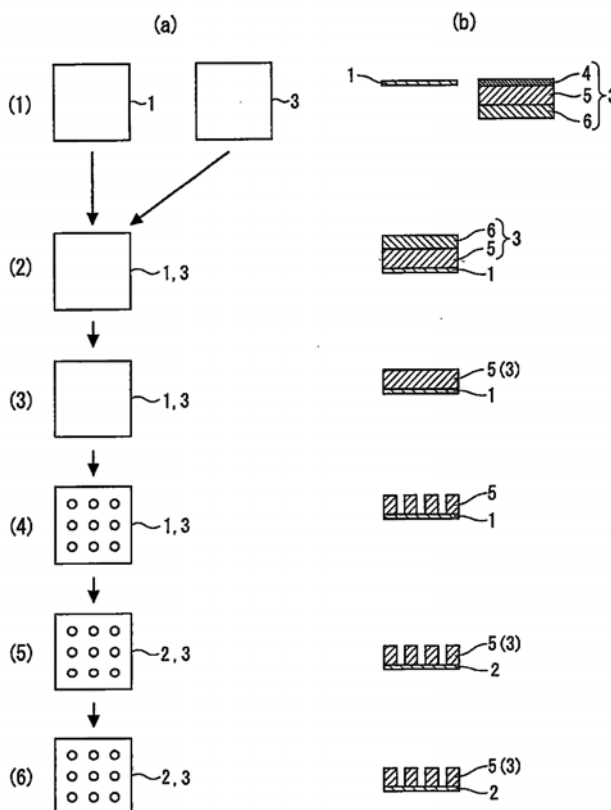 (a) (b)
(1) 1 3 1 4 5 6 3
(2) 1,3 6 5 3 1
(3) 1,3 5(3) 1
(4) 1,3 5 1
(5) 2,3 5(3) 2
(6) 2,3 5(3) 2